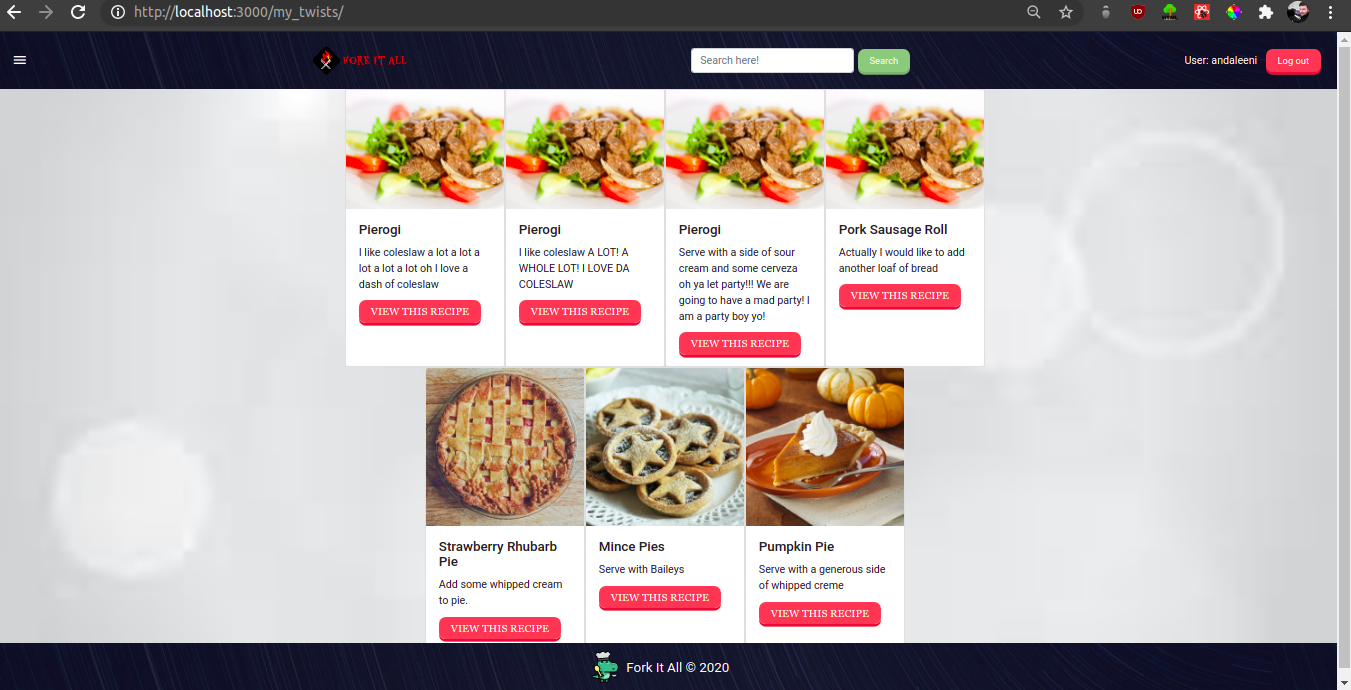 http://localhost:3000/my_twists/
FORK IT ALL
Search here!
Search
User: andaleeni
Log out
Pierogi
I like coleslaw a lot a lot a
lot a lot a lot oh I love a
dash of coleslaw
VIEW THIS RECIPE
Pierogi
I like coleslaw A LOT! A
WHOLE LOT! I LOVE DA
COLESLAW
VIEW THIS RECIPE
Pierogi
Serve with a side of sour
cream and some cerveza
oh ya let party!!! We are
going to have a mad party! I
am a party boy yo!
VIEW THIS RECIPE
Pork Sausage Roll
Actually I would like to add
another loaf of bread
VIEW THIS RECIPE
Strawberry Rhubarb
Pie
Add some whipped cream
to pie.
VIEW THIS RECIPE
Mince Pies
Serve with Baileys
VIEW THIS RECIPE
Pumpkin Pie
Serve with a generous side
of whipped creme
VIEW THIS RECIPE
Fork It All © 2020